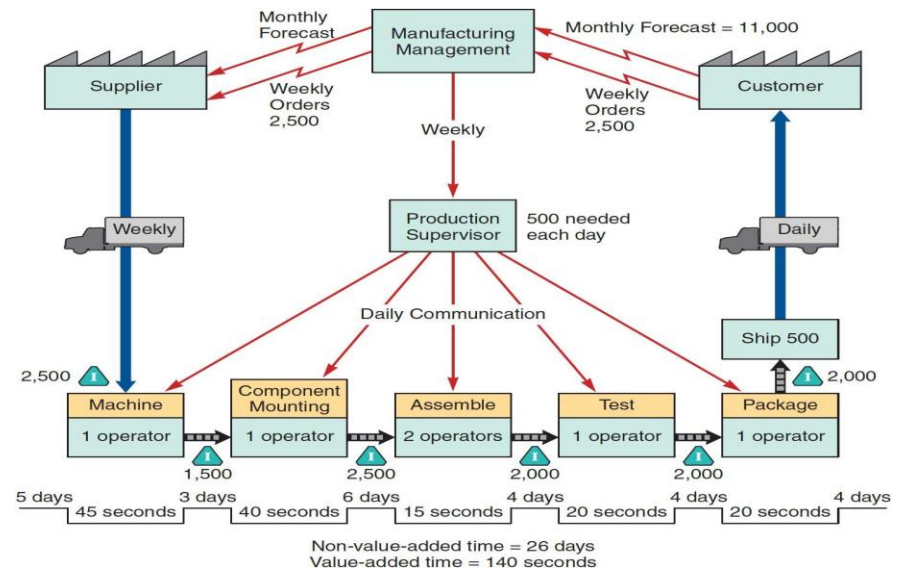 Monthly
Forecast
Manufacturing
Management
Monthly Forecast = 11,000
Supplier
Customer
Weekly
Orders
2,500
Weekly
Orders
2,500
Weekly
Weekly
Production
Supervisor
500 needed
each day
Daily
Daily Communication
Ship 500
2,500
I
I
2,000
Machine
Component
Mounting
Assemble
Test
Package
1 operator
1 operator
2 operators
1 operator
1 operator
I
I
I
I
1,500
2,500
2,000
2,000
5 days
3 days
6 days
4 days
4 days
4 days
45 seconds
40 seconds
15 seconds
20 seconds
20 seconds
Non-value-added time = 26 days
Value-added time = 140 seconds